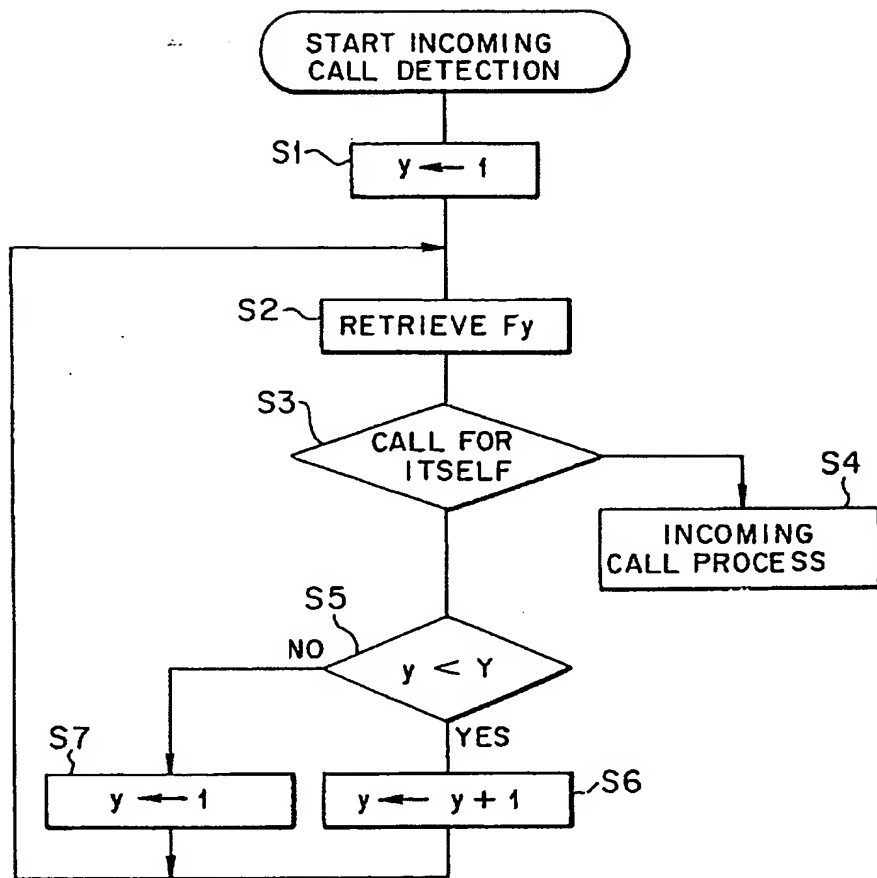 START INCOMING
CALL DETECTION
S1
y ← 1
S2
RETRIEVE Fy
S3
CALL FOR
ITSELF
S4
INCOMING
CALL PROCESS
S5
NO
y < Y
YES
S7
y ← 1
y ← y + 1
S6